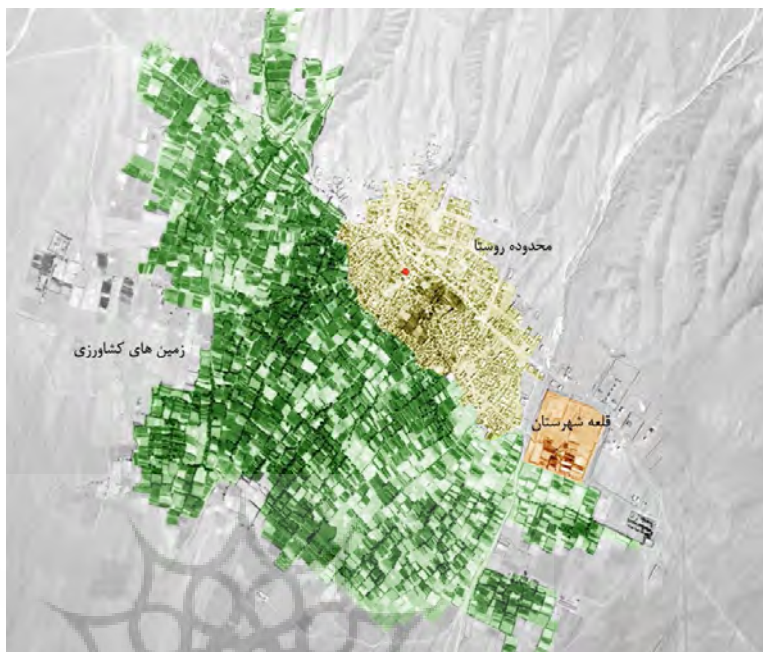 محدوده روستا
زمین های کشاورزی
قلعه شهرستان